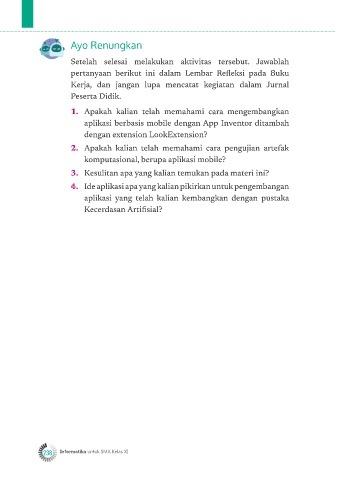 Ayo Renungkan
Setelah selesai melakukan aktivitas tersebut. Jawablah
pertanyaan berikut ini dalam Lembar Refleksi pada Buku
Kerja, dan jangan lupa mencatat kegiatan dalam Jurnal
Peserta Didik.
1. Apakah kalian telah memahami cara mengembangkan
aplikasi berbasis mobile dengan App Inventor ditambah
dengan extension LookExtension?
2. Apakah kalian telah memahami cara pengujian artefak
komputasional, berupa aplikasi mobile?
3. Kesulitan apa yang kalian temukan pada materi ini?
4. Ide aplikasi apa yang kalian pikirkan untuk pengembangan
aplikasi yang telah kalian kembangkan dengan pustaka
Kecerdasan Artifisial?
238 Informatika untuk SMA Kelas XI